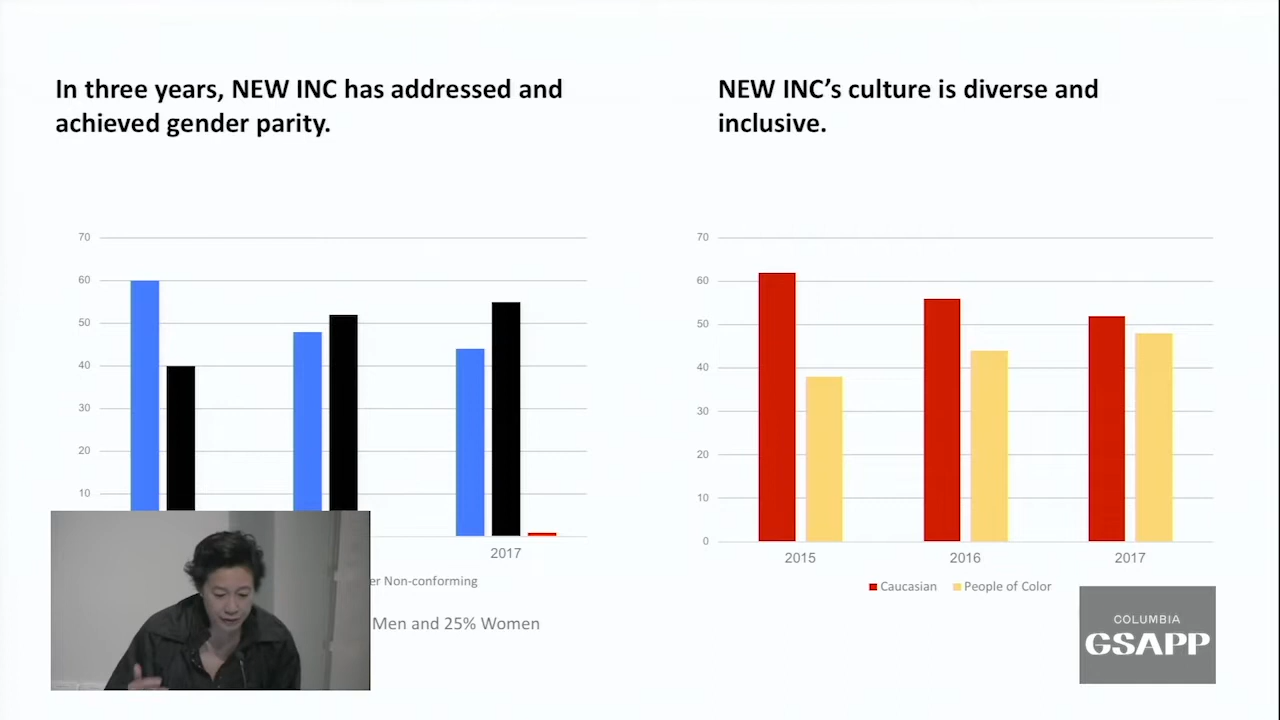 In three years, NEW INC has addressed and
achieved gender parity.
70
60
50
40
30
20
10
2017
Non-conforming
Men and 25% Women
NEW INC’s culture is diverse and
inclusive.
70
60
50
40
30
20
10
0
2015 2016 2017
Caucasian People of Color
COLUMBIA
GSAPP